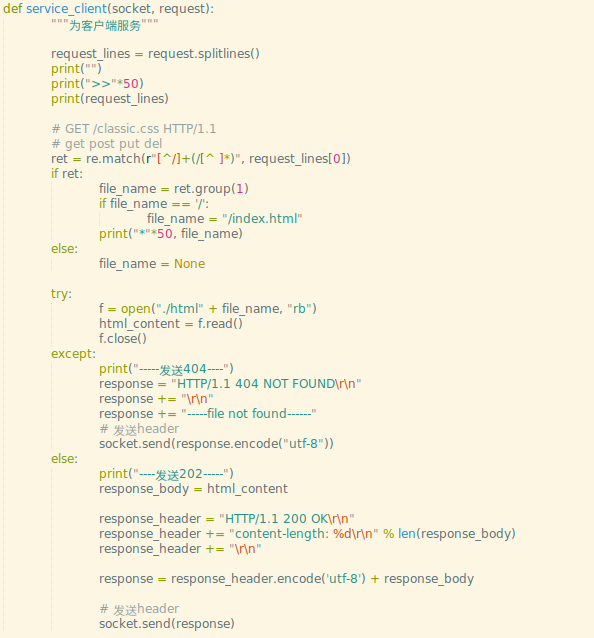 def service_client(socket, request):
"""为客户端服务"""
request_lines = request.splitlines()
print("")
print(">>"*50)
print(request_lines)
# GET /classic.css HTTP/1.1
# get post put del
ret = re.match(r"[^/]+(/[^ ]*)", request_lines[0])
if ret:
file_name = ret.group(1)
if file_name == '/':
file_name = "/index.html"
print("*"*50, file_name)
else:
file_name = None
try:
f = open("./html" + file_name, "rb")
html_content = f.read()
f.close()
except:
print("-----发送404----")
response = "HTTP/1.1 404 NOT FOUND\r\n"
response += "\r\n"
response += "-----file not found------"
# 发送header
socket.send(response.encode("utf-8"))
else:
print("----发送202-----")
response_body = html_content
response_header = "HTTP/1.1 200 OK\r\n"
response_header += "content-length: %d\r\n" % len(response_body)
response_header += "\r\n"
response = response_header.encode('utf-8') + response_body
# 发送header
socket.send(response)